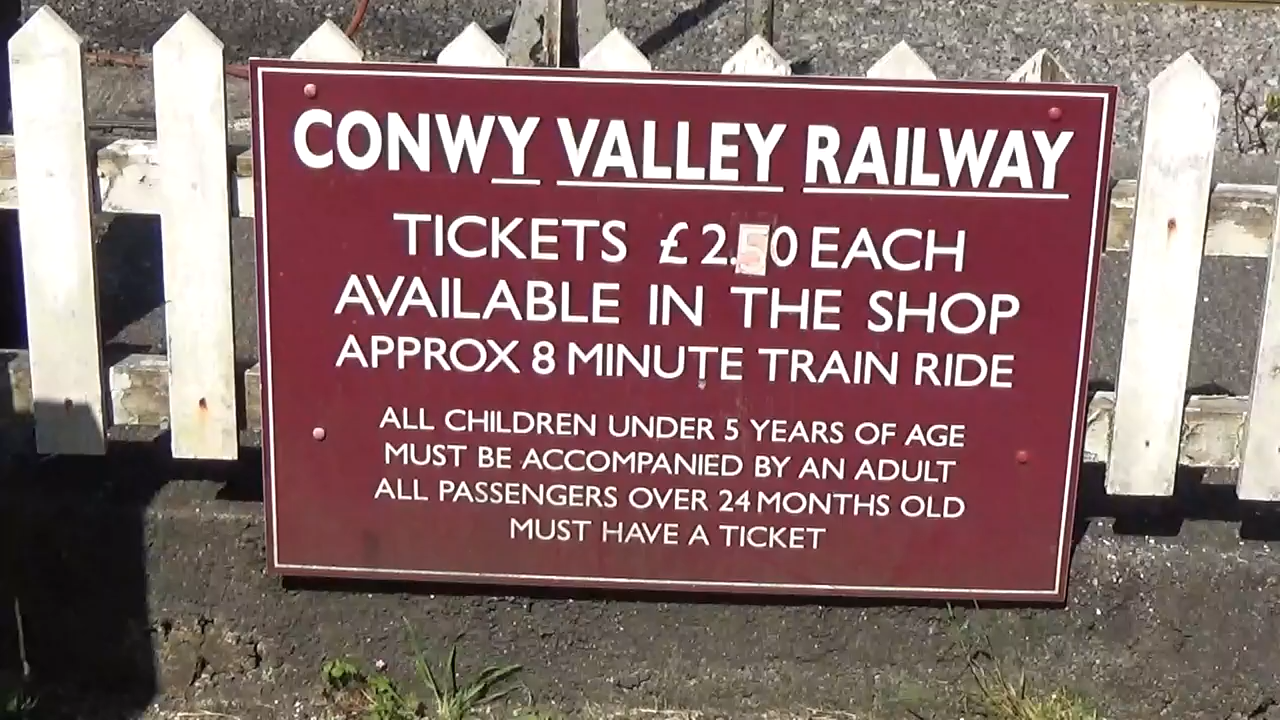 CONWY VALLEY RAILWAY
TICKETS £2.50 EACH
AVAILABLE IN THE SHOP
APPROX 8 MINUTE TRAIN RIDE
ALL CHILDREN UNDER 5 YEARS OF AGE
MUST BE ACCOMPANIED BY AN ADULT
ALL PASSENGERS OVER 24 MONTHS OLD
MUST HAVE A TICKET